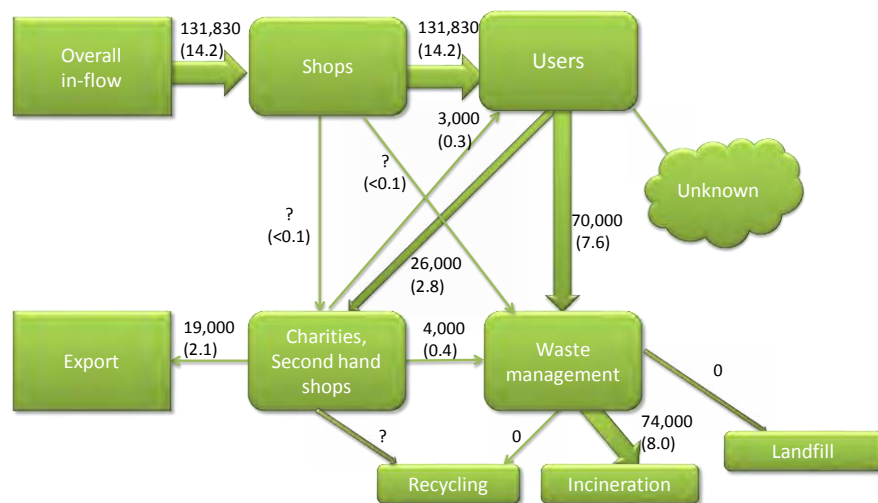 131,830
(14.2)
131,830
(14.2)
Overall
in-flow
Shops
Users
3,000
(0.3)
?
(<0.1)
Unknown
?
(<0.1)
70,000
(7.6)
26,000
(2.8)
19,000
(2.1)
Export
Charities,
Second hand
shops
4,000
(0.4)
Waste
management
0
?
0
74,000
(8.0)
Landfill
Recycling
Incineration